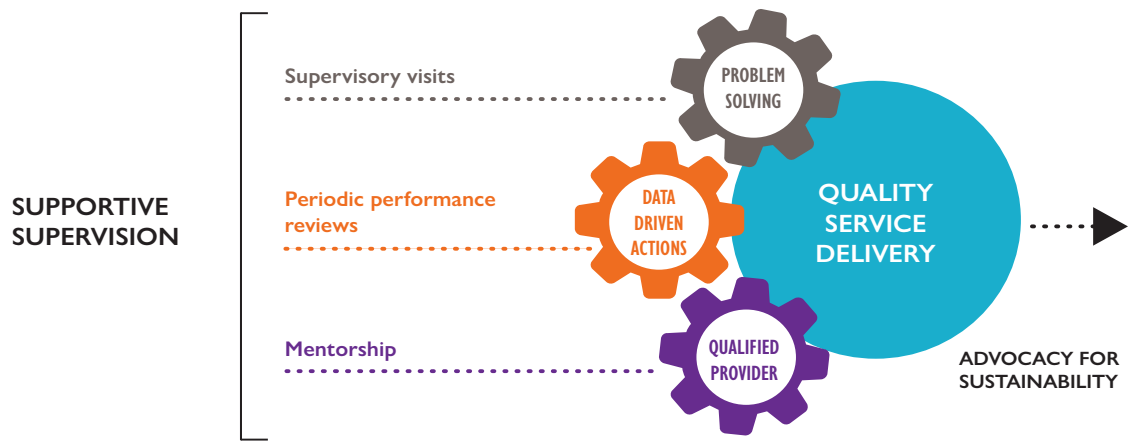 SUPPORTIVE
SUPERVISION
Supervisory visits
PROBLEM
SOLVING
Periodic performance
reviews
DATA
DRIVEN
ACTIONS
Mentorship
QUALIFIED
PROVIDER
QUALITY
SERVICE
DELIVERY
ADVOCACY FOR
SUSTAINABILITY